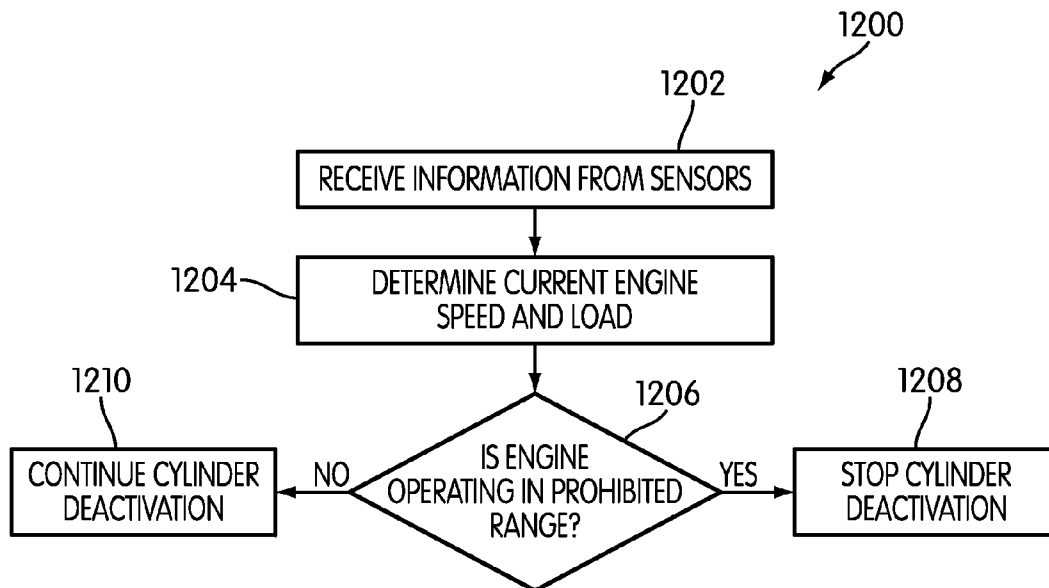 1200
1202
RECEIVE INFORMATION FROM SENSORS
1204
DETERMINE CURRENT ENGINE
SPEED AND LOAD
1210
1206
1208
CONTINUE CYLINDER
DEACTIVATION
NO
IS ENGINE
OPERATING IN PROHIBITED
RANGE?
YES
STOP CYLINDER
DEACTIVATION